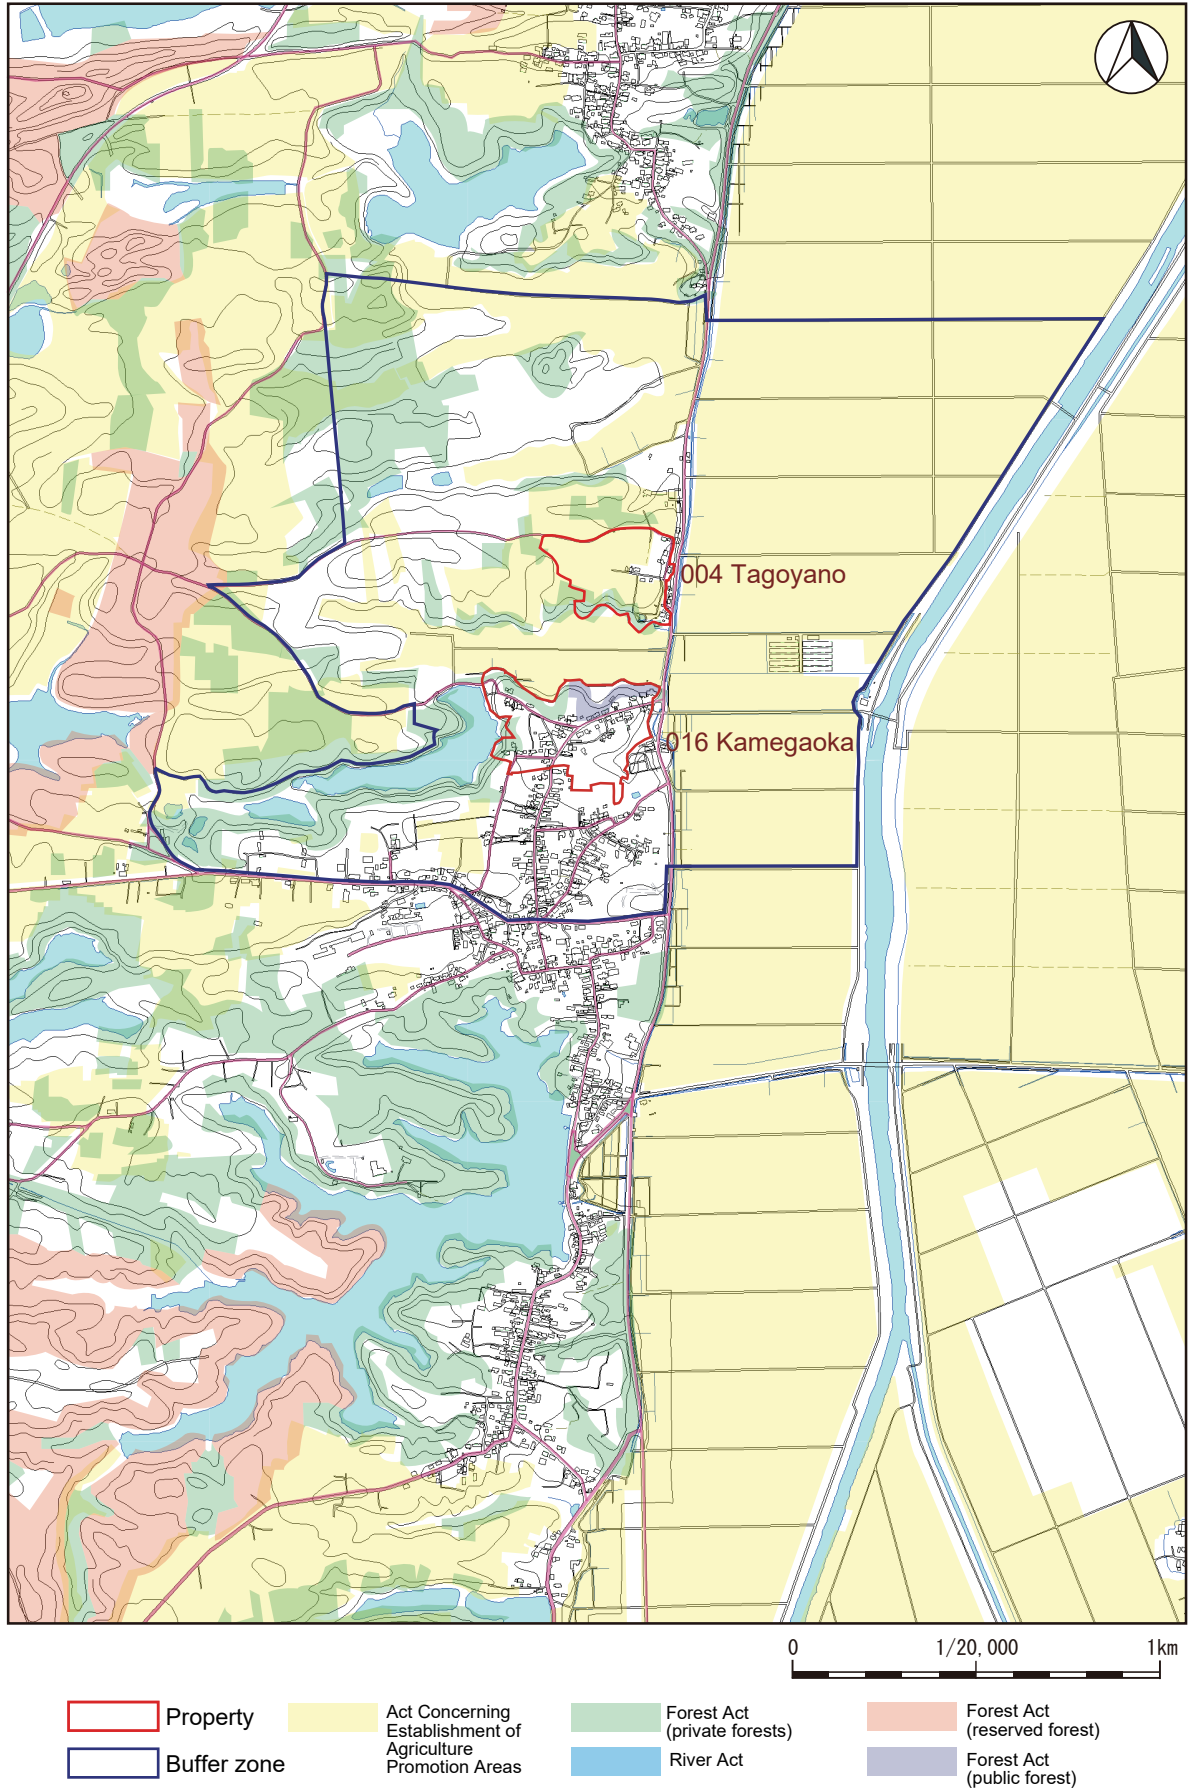 004 Tagoyano
016 Kamegaoka
0 1/20,000 1km
Property
Buffer zone
Act Concerning
Establishment of
Agriculture
Promotion Areas
Forest Act
(private forests)
River Act
Forest Act
(reserved forest)
Forest Act
(public forest)